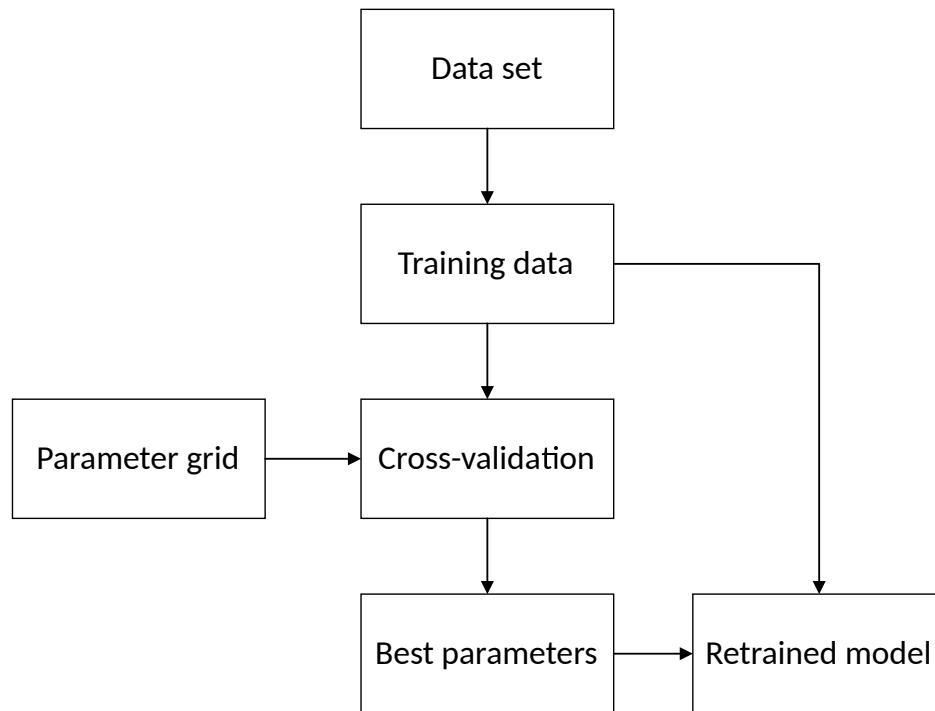 Data set
Training data
Parameter grid
Cross-validation
Best parameters
Retrained model